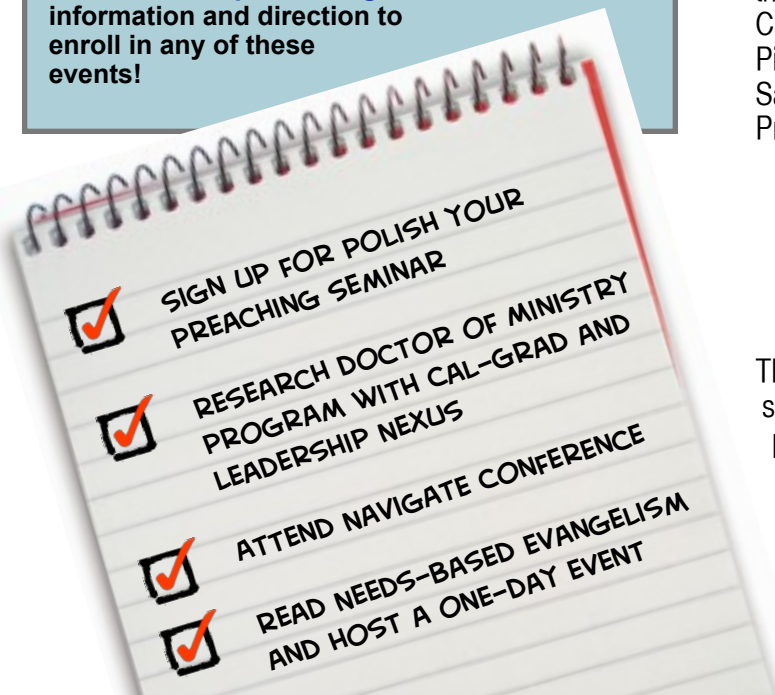 information and direction to
enroll in any of these
events!
SIGN UP FOR POLISH YOUR
PREACHING SEMINAR
RESEARCH DOCTOR OF MINISTRY
PROGRAM WITH CAL-GRAD AND
LEADERSHIP NEXUS
ATTEND NAVIGATE CONFERENCE
READ NEEDS-BASED EVANGELISM
AND HOST A ONE-DAY EVENT